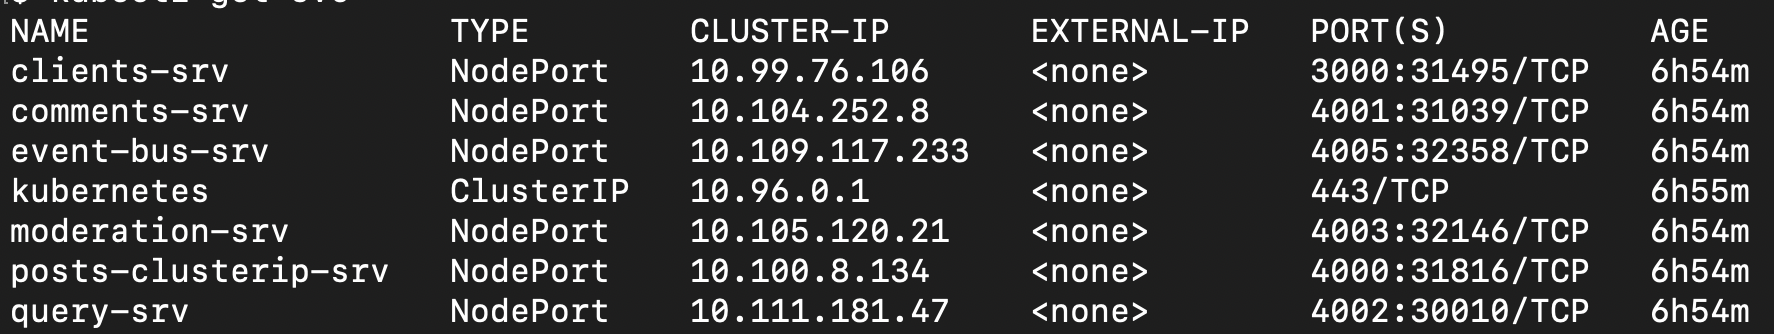 $ kubectl get svc
NAME TYPE CLUSTER-IP EXTERNAL-IP PORT(S) AGE
clients-srv NodePort 10.99.76.106 <none> 3000:31495/TCP 6h54m
comments-srv NodePort 10.104.252.8 <none> 4001:31039/TCP 6h54m
event-bus-srv NodePort 10.109.117.233 <none> 4005:32358/TCP 6h54m
kubernetes ClusterIP 10.96.0.1 <none> 443/TCP 6h55m
moderation-srv NodePort 10.105.120.21 <none> 4003:32146/TCP 6h54m
posts-clusterip-srv NodePort 10.100.8.134 <none> 4000:31816/TCP 6h54m
query-srv NodePort 10.111.181.47 <none> 4002:30010/TCP 6h54m